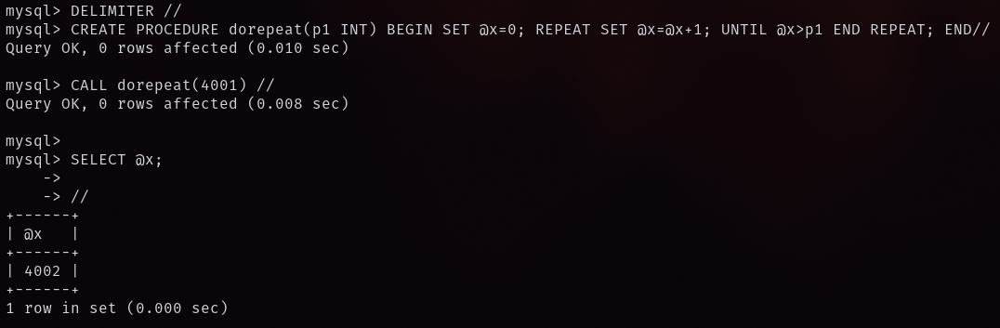 mysql> DELIMITER //
mysql> CREATE PROCEDURE dorepeat(p1 INT) BEGIN SET @x=0; REPEAT SET @x=@x+1; UNTIL @x>p1 END REPEAT; END//
Query OK, 0 rows affected (0.010 sec)

mysql> CALL dorepeat(4001) //
Query OK, 0 rows affected (0.008 sec)

mysql>
mysql> SELECT @x;
    ->
    -> //
+------+
| @x   |
+------+
| 4002 |
+------+
1 row in set (0.000 sec)